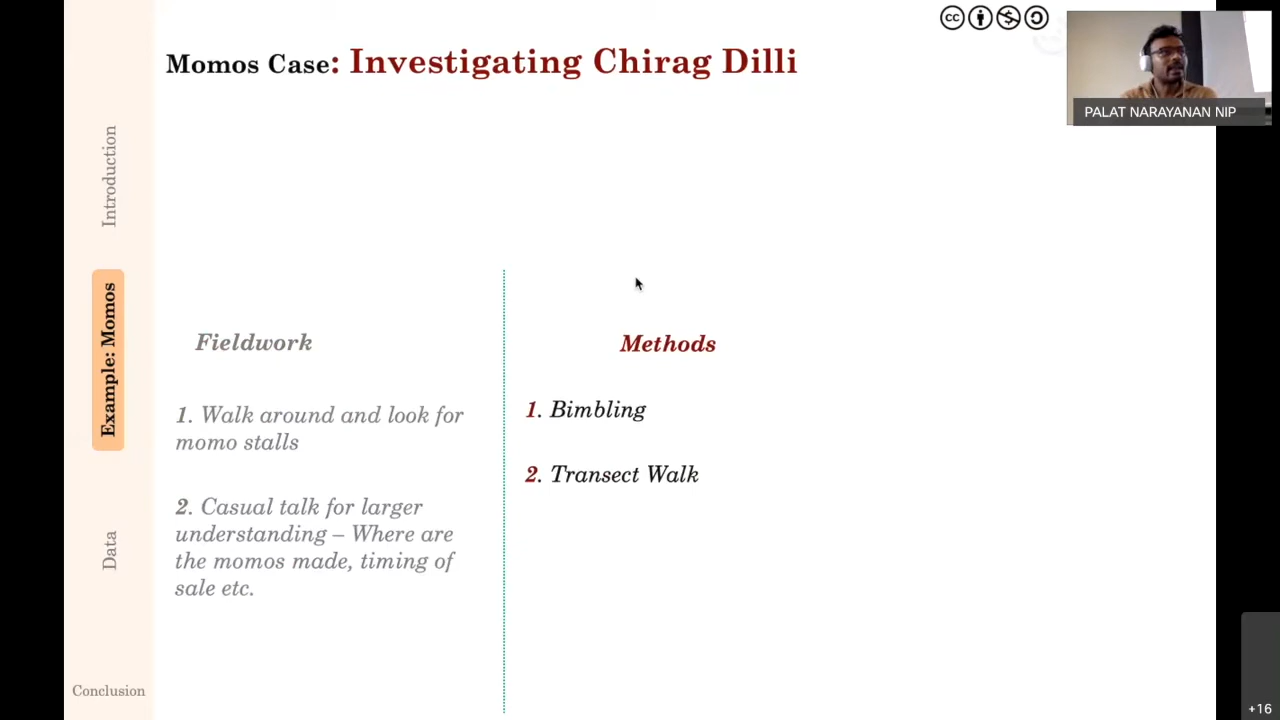 Momos Case: Investigating Chirag Dilli
cc
PALAT NARAYANAN NIP
Introduction
Example: Momos
Data
Conclusion
Fieldwork
1. Walk around and look for
momo stalls
2. Casual talk for larger
understanding – Where are
the momos made, timing of
sale etc.
Methods
1. Bimbling
2. Transect Walk
+16